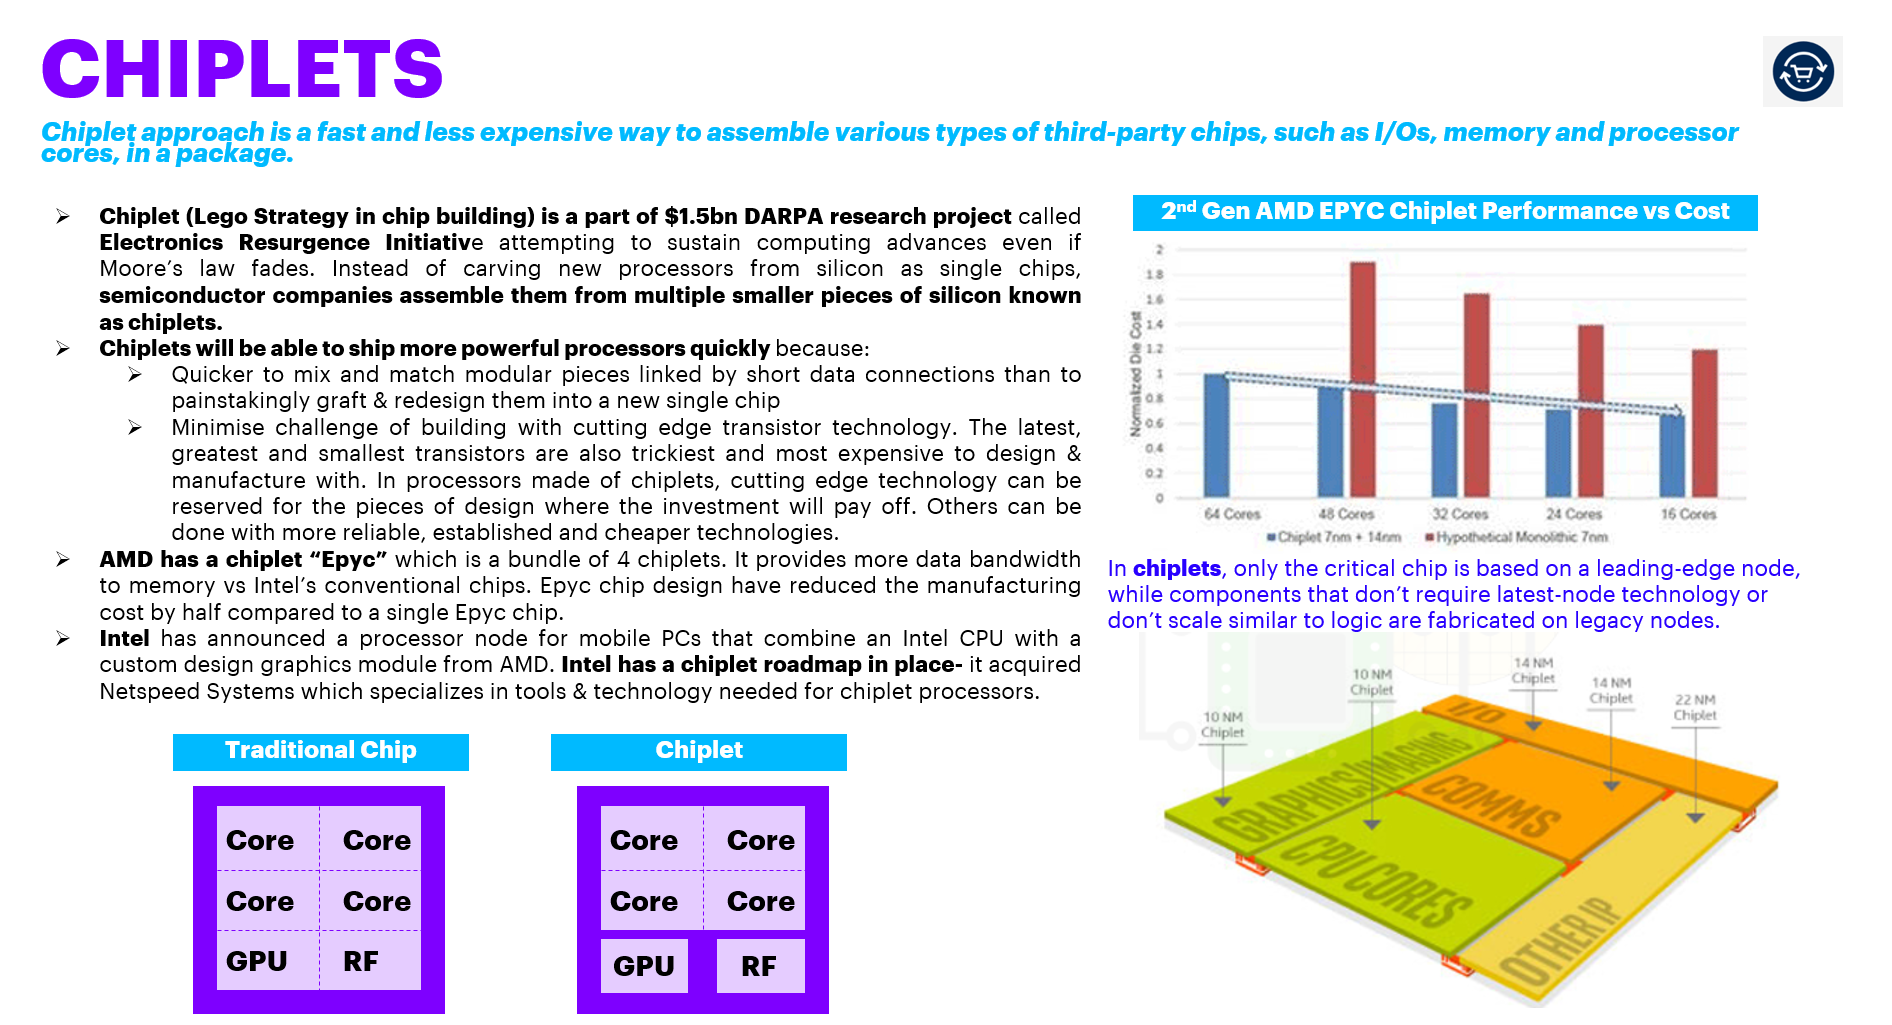 CHIPLETS
Chiplet approach is a fast and less expensive way to assemble various types of third-party chips, such as I/Os, memory and processor
cores, in a package.
Chiplet (Lego Strategy in chip building) is a part of $1.5bn DARPA research project called
Electronics Resurgence Initiative attempting to sustain computing advances even if
Moore's law fades. Instead of carving new processors from silicon as single chips,
semiconductor companies assemble them from multiple smaller pieces of silicon known
as chiplets.
Chiplets will be able to ship more powerful processors quickly because:
Quicker to mix and match modular pieces linked by short data connections than to
painstakingly graft & redesign them into a new single chip
Minimise challenge of building with cutting edge transistor technology. The latest,
greatest and smallest transistors are also trickiest and most expensive to design &
manufacture with. In processors made of chiplets, cutting edge technology can be
reserved for the pieces of design where the investment will pay off. Others can be
done with more reliable, established and cheaper technologies.
AMD has a chiplet “Epyc” which is a bundle of 4 chiplets. It provides more data bandwidth
to memory vs Intel's conventional chips. Epyc chip design have reduced the manufacturing
cost by half compared to a single Epyc chip.
Intel has announced a processor node for mobile PCs that combine an Intel CPU with a
custom design graphics module from AMD. Intel has a chiplet roadmap in place- it acquired
Netspeed Systems which specializes in tools & technology needed for chiplet processors.
Traditional Chip
Core Core
Core Core
GPU RF
Chiplet
Core Core
Core Core
GPU RF
2nd Gen AMD EPYC Chiplet Performance vs Cost
Normalized Die Cost
2
1.8
1.6
1.4
1.2
1
0.8
0.6
0.4
0.2
0
64 Cores 48 Cores 32 Cores 24 Cores 16 Cores
Chiplet 7nm + 14nm Hypothetical Monolithic 7nm
In chiplets, only the critical chip is based on a leading-edge node,
while components that don't require latest-node technology or
don't scale similar to logic are fabricated on legacy nodes.
10 NM
Chiplet
10 NM
Chiplet
14 NM
Chiplet
14 NM
Chiplet
22 NM
Chiplet
I/O
GRAPHICS/IMAGING
COMMS
CPU CORES
OTHER IP